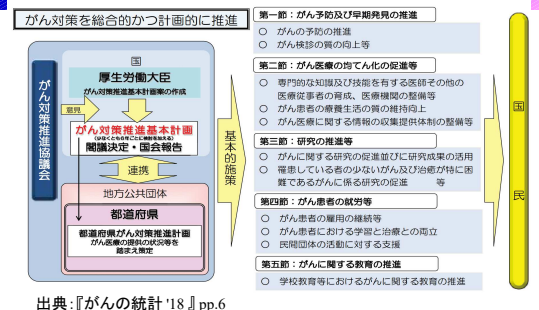 がん対策を総合的かつ計画的に推進
がん対策推進協議会
国
厚生労働大臣
がん対策推進基本計画案の作成
意見
がん対策推進基本計画
(少なくとも6年ごとに検討を加える)
閣議決定・国会報告
連携
地方公共団体
都道府県
都道府県がん対策推進計画
がん医療の提供の状況等を
踏まえ策定
基本的施策
第一節:がん予防及び早期発見の推進
○ がんの予防の推進
○ がん検診の質の向上等
第二節:がん医療の均てん化の促進等
○ 専門的な知識及び技能を有する医師その他の
医療従事者の育成、医療機関の整備等
○ がん患者の療養生活の質の維持向上
○ がん医療に関する情報の収集提供体制の整備等
第三節:研究の推進等
○ がんに関する研究の促進並びに研究成果の活用
○ 罹患している者の少ないがん及び治癒が特に困
難であるがんに係る研究の促進 等
第四節:がん患者の就労等
○ がん患者の雇用の継続等
○ がん患者における学習と治療との両立
○ 民間団体の活動に対する支援
第五節:がんに関する教育の推進
○ 学校教育等におけるがんに関する教育の推進
国民
出典:『がんの統計 '18 』pp.6